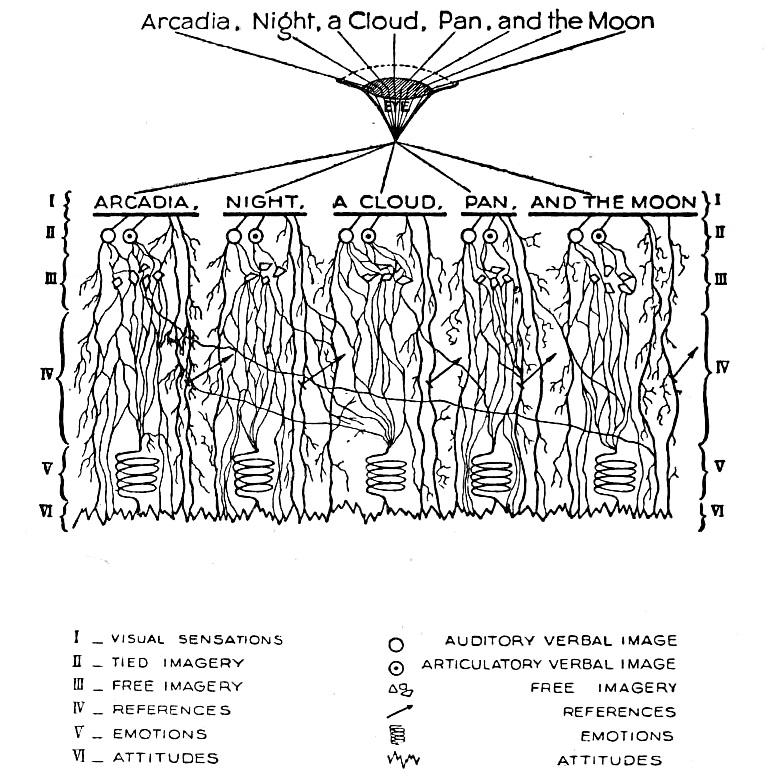 Arcadia, Night, a Cloud, Pan, and the Moon
EYE
I ARCADIA, NIGHT, A CLOUD, PAN, AND THE MOON I
II II
III III
IV IV
V V
VI VI
I – VISUAL SENSATIONS
II – TIED IMAGERY
III – FREE IMAGERY
IV – REFERENCES
V – EMOTIONS
VI – ATTITUDES
AUDITORY VERBAL IMAGE
ARTICULATORY VERBAL IMAGE
FREE IMAGERY
REFERENCES
EMOTIONS
ATTITUDES